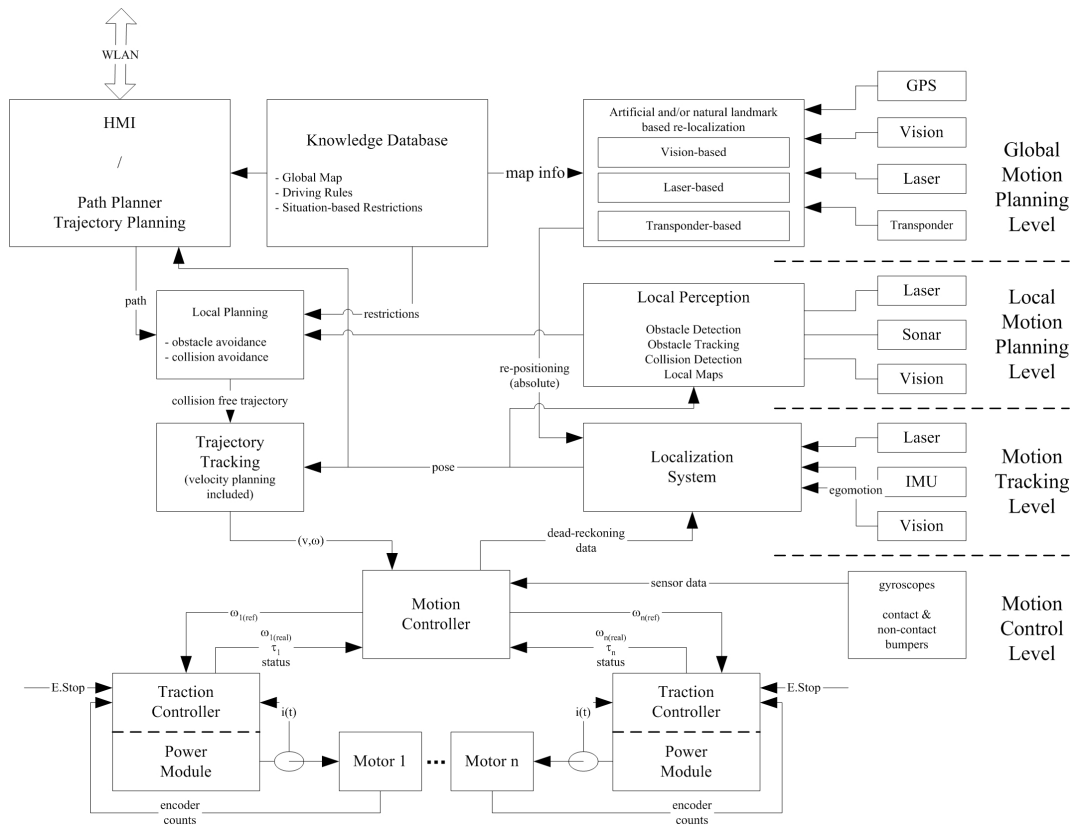 WLAN
HMI
/
Path Planner
Trajectory Planning
Knowledge Database
- Global Map
- Driving Rules
- Situation-based Restrictions
map info
Artificial and/or natural landmark
based re-localization
Vision-based
Laser-based
Transponder-based
GPS
Vision
Laser
Transponder
Global
Motion
Planning
Level
path
Local Planning
- obstacle avoidance
- collision avoidance
restrictions
re-positioning
(absolute)
Local Perception
Obstacle Detection
Obstacle Tracking
Collision Detection
Local Maps
Laser
Sonar
Vision
Local
Motion
Planning
Level
collision free trajectory
Trajectory
Tracking
(velocity planning
included)
pose
Localization
System
Laser
egomotion
IMU
Vision
Motion
Tracking
Level
(v,ω)
dead-reckoning
data
Motion
Controller
sensor data
gyroscopes
contact &
non-contact
bumpers
Motion
Control
Level
ω1(ref)
ω1(real)
τ1
status
ωn(ref)
ωn(real)
τn
status
E.Stop
Traction
Controller
Power
Module
i(t)
Motor 1
...
Motor n
i(t)
Traction
Controller
Power
Module
E.Stop
encoder
counts
encoder
counts